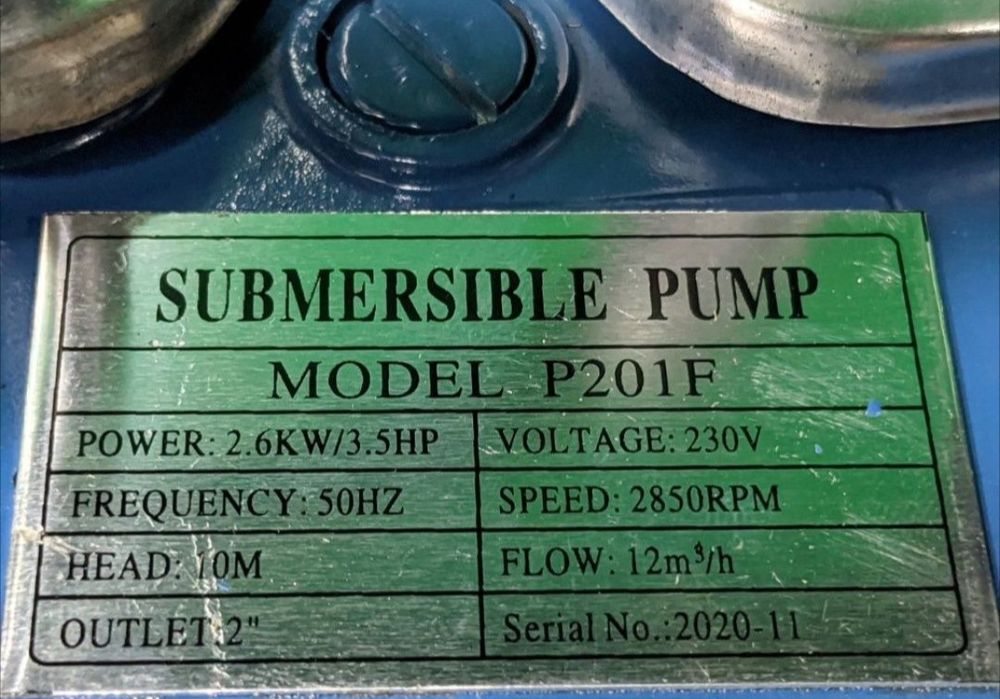 SUBMERSIBLE PUMP
MODEL P201F
POWER: 2.6KW/3.5HP VOLTAGE: 230V
FREQUENCY: 50HZ SPEED: 2850RPM
HEAD: 10M FLOW: 12m³/h
OUTLET:2" Serial No.:2020-11